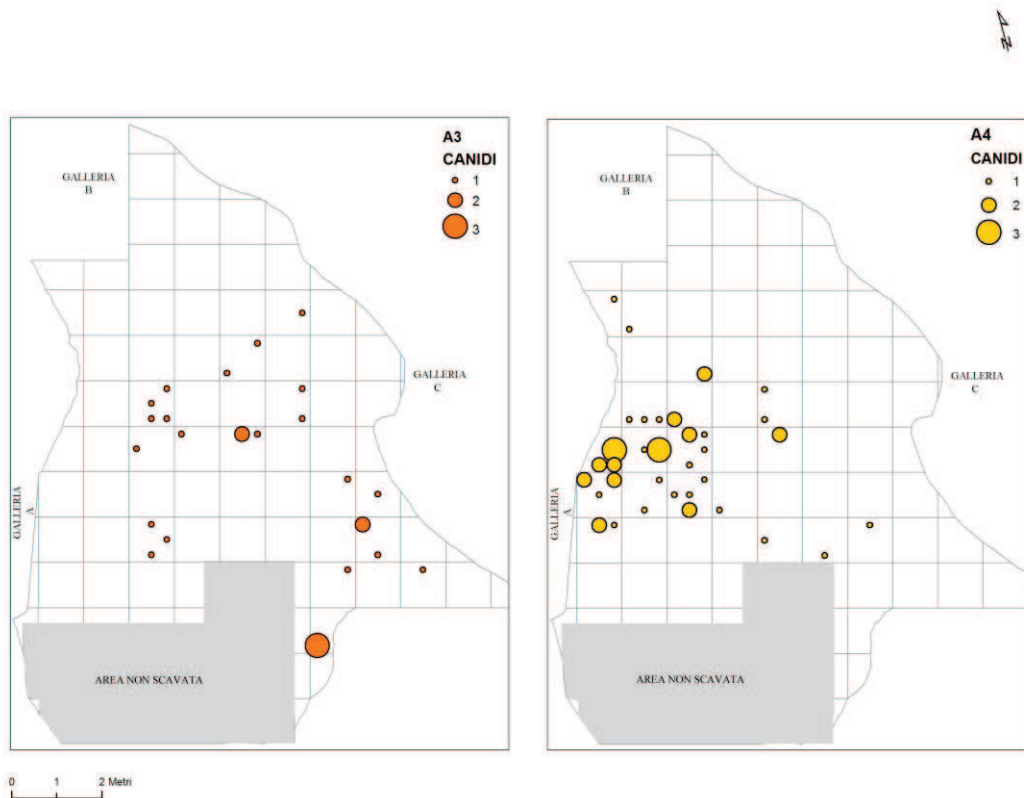 N
A3
CANIDI
1
2
3
GALLERIA
B
GALLERIA
C
GALLERIA
A
AREA NON SCAVATA
A4
CANIDI
1
2
3
GALLERIA
B
GALLERIA
C
GALLERIA
A
AREA NON SCAVATA
0 1 2 Metri